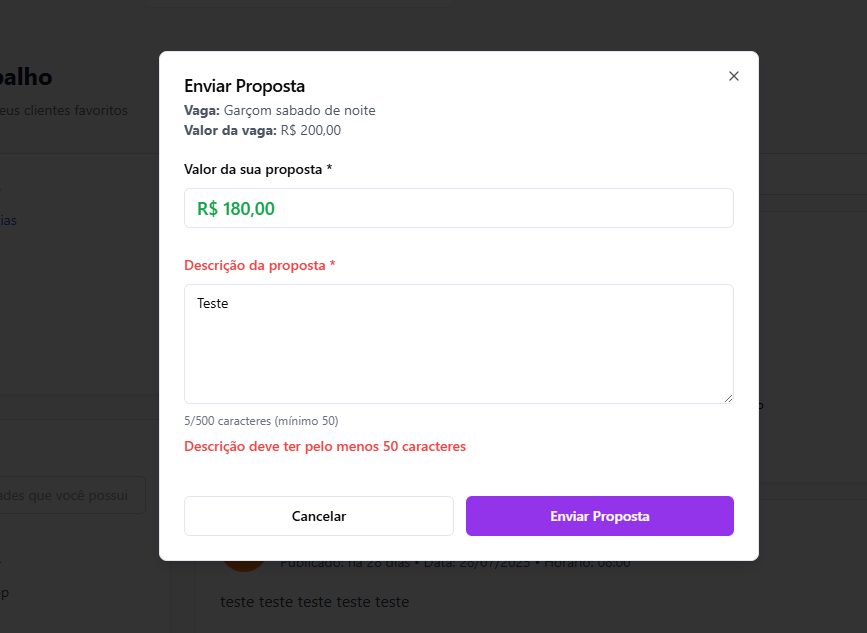 Enviar Proposta
Vaga: Garçom sabado de noite
Valor da vaga: R$ 200,00
Valor da sua proposta *
R$ 180,00
Descrição da proposta *
Teste
5/500 caracteres (mínimo 50)
Descrição deve ter pelo menos 50 caracteres
Cancelar
Enviar Proposta
balho
eus clientes favoritos
ias
ades que você possui
p
Publicado: há 28 dias • Data: 26/07/2025 • Horário: 08:00
teste teste teste teste teste